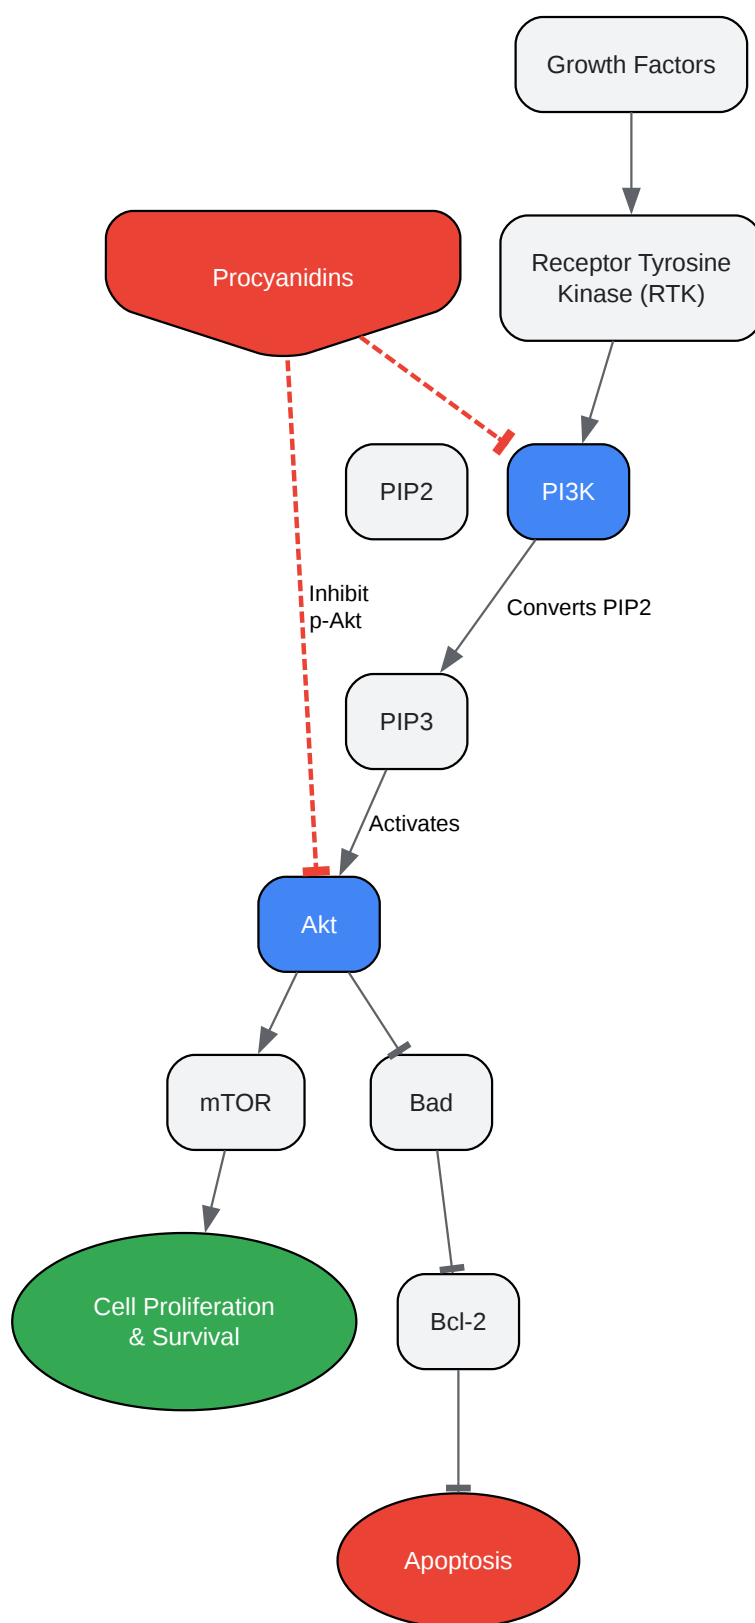 Growth Factors
Procyanidins
Receptor Tyrosine
Kinase (RTK)
PIP2
PI3K
Inhibit
p-Akt
Converts PIP2
PIP3
Activates
Akt
mTOR
Bad
Cell Proliferation
& Survival
Bcl-2
Apoptosis